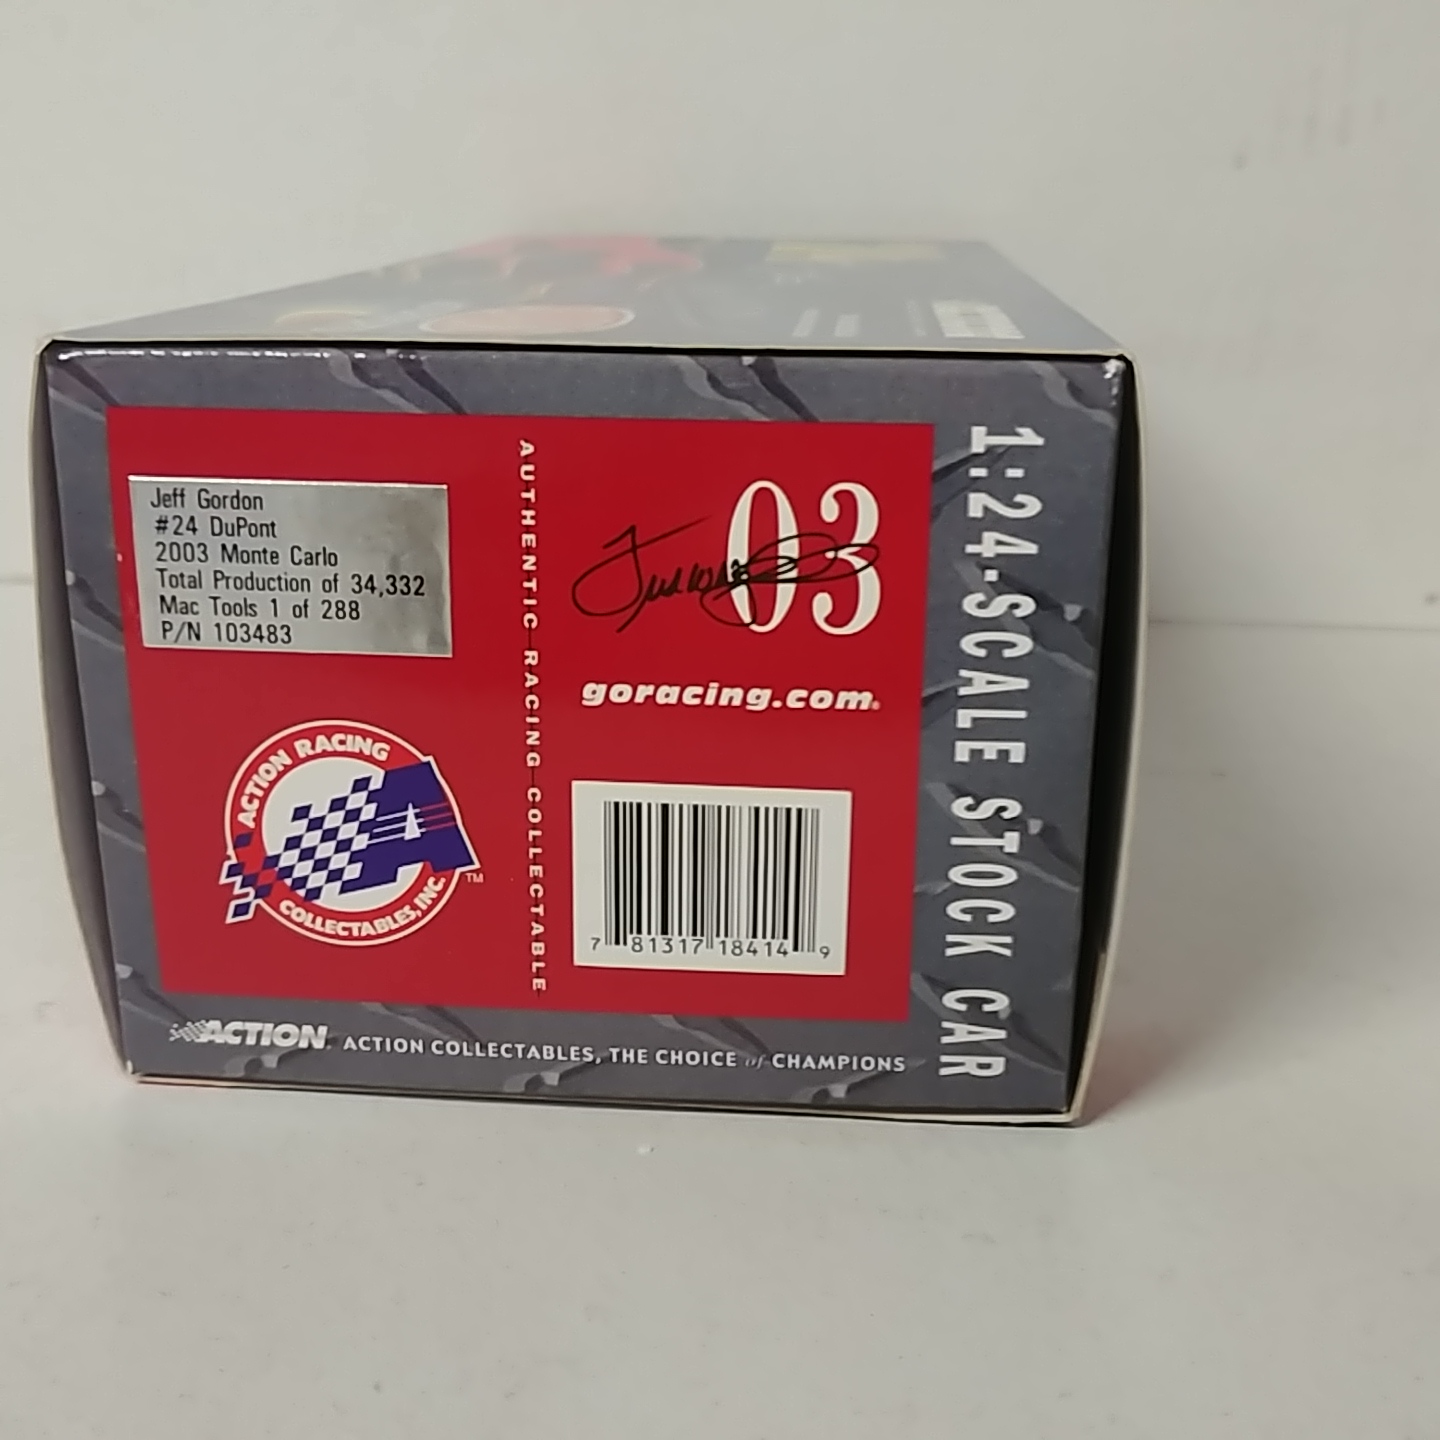 Jeff Gordon
#24 DuPont
2003 Monte Carlo
Total Production of 34,332
Mac Tools 1 of 288
P/N 103483
ACTION RACING
COLLECTABLES, INC.
TM
AUTHENTIC RACING COLLECTABLE
03
goracing.com
7 81317 18414 9
1:24-SCALE STOCK CAR
ACTION
ACTION COLLECTABLES, THE CHOICE of CHAMPIONS